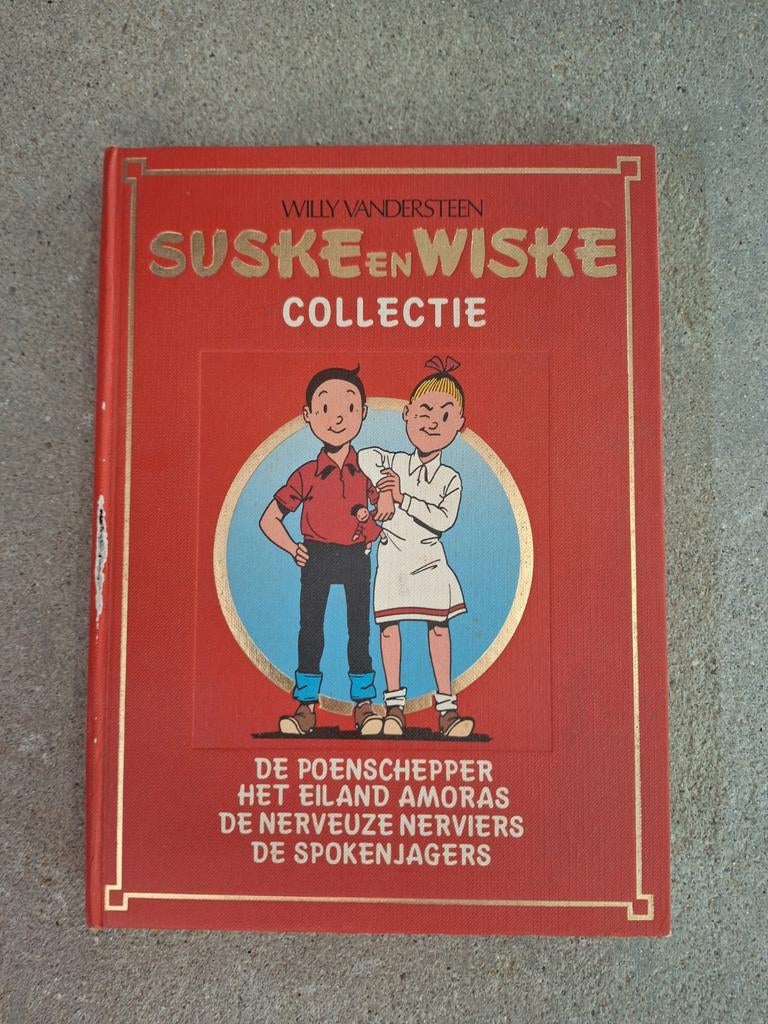 WILLY VANDERSTEEN
SUSKE EN WISKE
COLLECTIE
DE POENSCHEPPER
HET EILAND AMORAS
DE NERVEUZE NERVIERS
DE SPOKENJAGERS